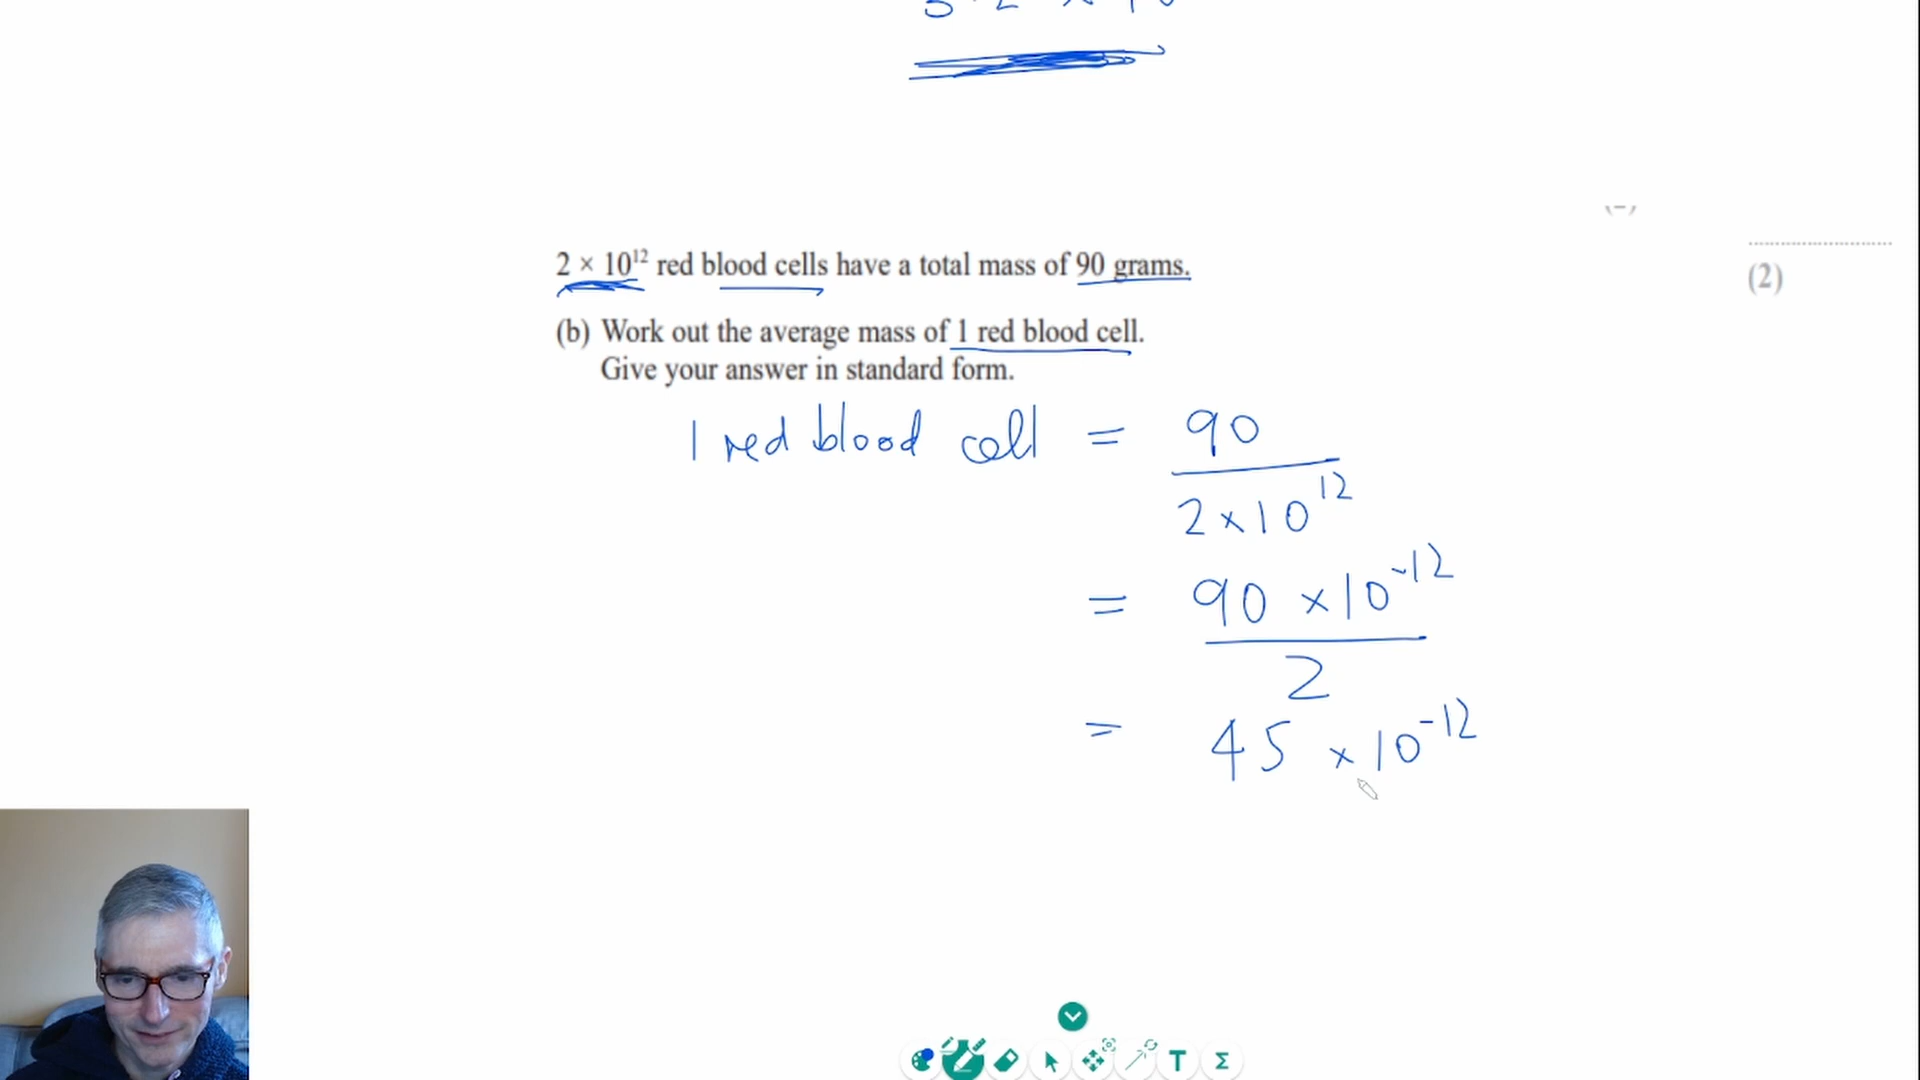 2 × 10¹² red blood cells have a total mass of 90 grams.
(2)
(b) Work out the average mass of 1 red blood cell.
Give your answer in standard form.
1 red blood cell = 90
2 × 10¹²
= 90 × 10⁻¹²
2
= 45 × 10⁻¹²
T Σ